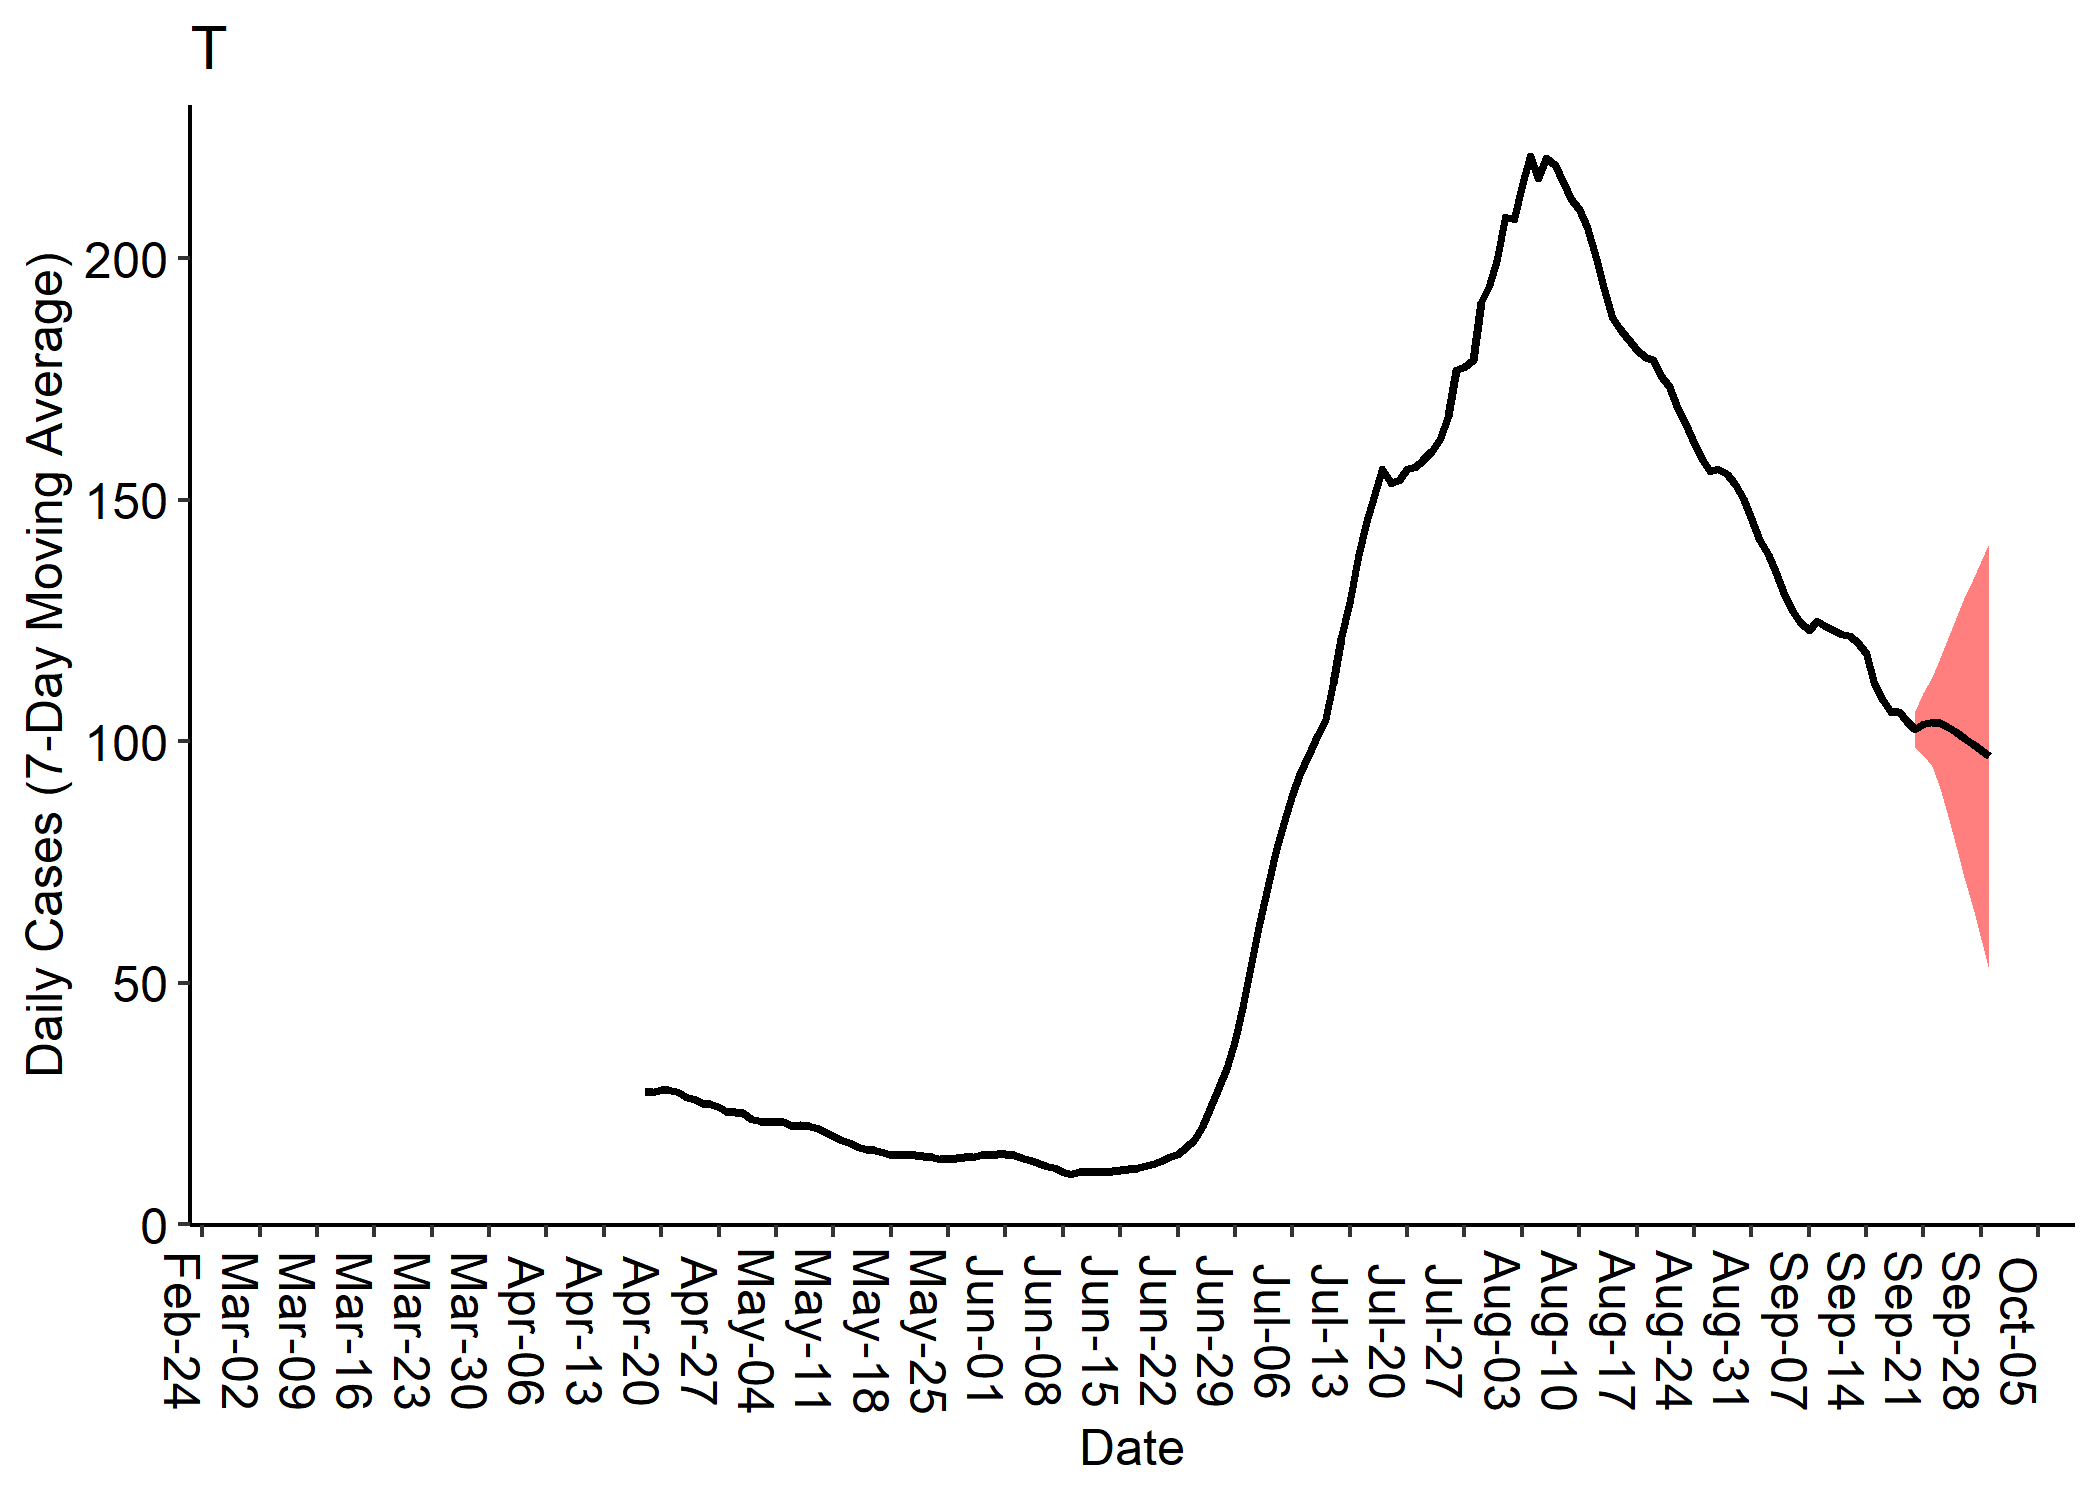 T
Daily Cases (7-Day Moving Average)
200
150
100
50
0
Feb-24
Mar-02
Mar-09
Mar-16
Mar-23
Mar-30
Apr-06
Apr-13
Apr-20
Apr-27
May-04
May-11
May-18
May-25
Jun-01
Jun-08
Jun-15
Jun-22
Jun-29
Jul-06
Jul-13
Jul-20
Jul-27
Aug-03
Aug-10
Aug-17
Aug-24
Aug-31
Sep-07
Sep-14
Sep-21
Sep-28
Oct-05
Date